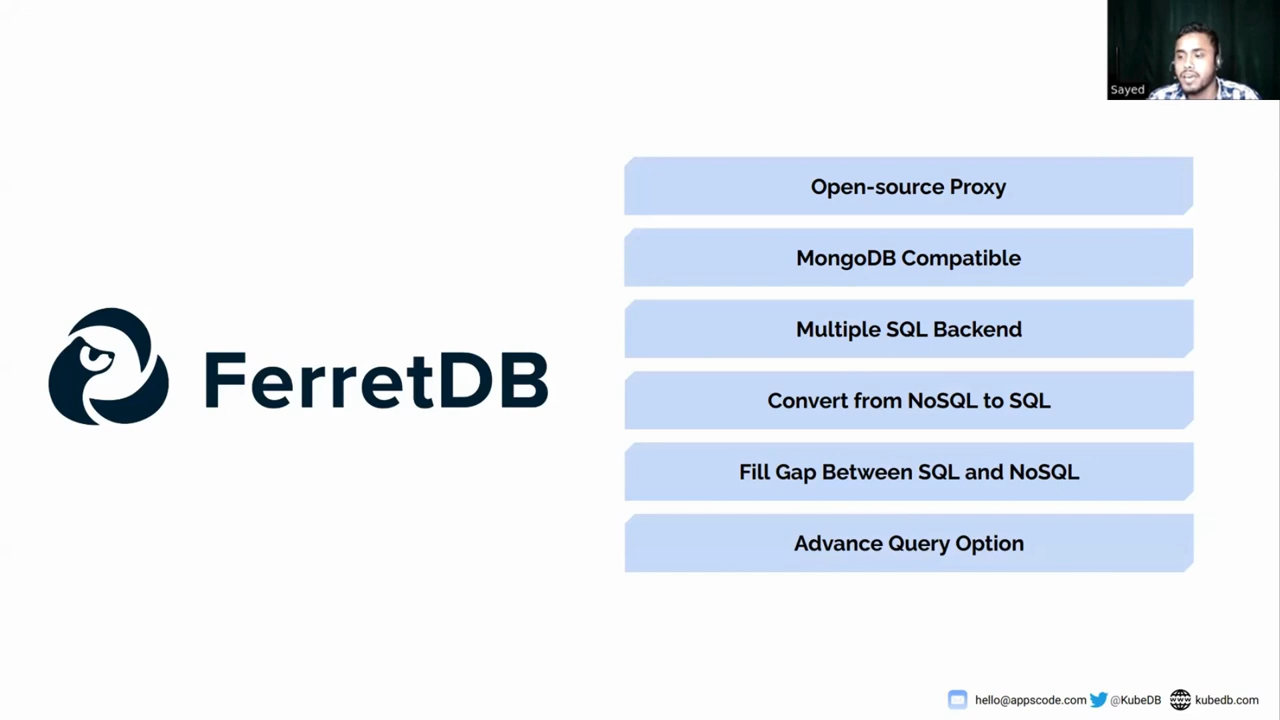 Sayed
Open-source Proxy
MongoDB Compatible
Multiple SQL Backend
Convert from NoSQL to SQL
Fill Gap Between SQL and NoSQL
Advance Query Option
FerretDB
hello@appscode.com @KubeDB kubedb.com